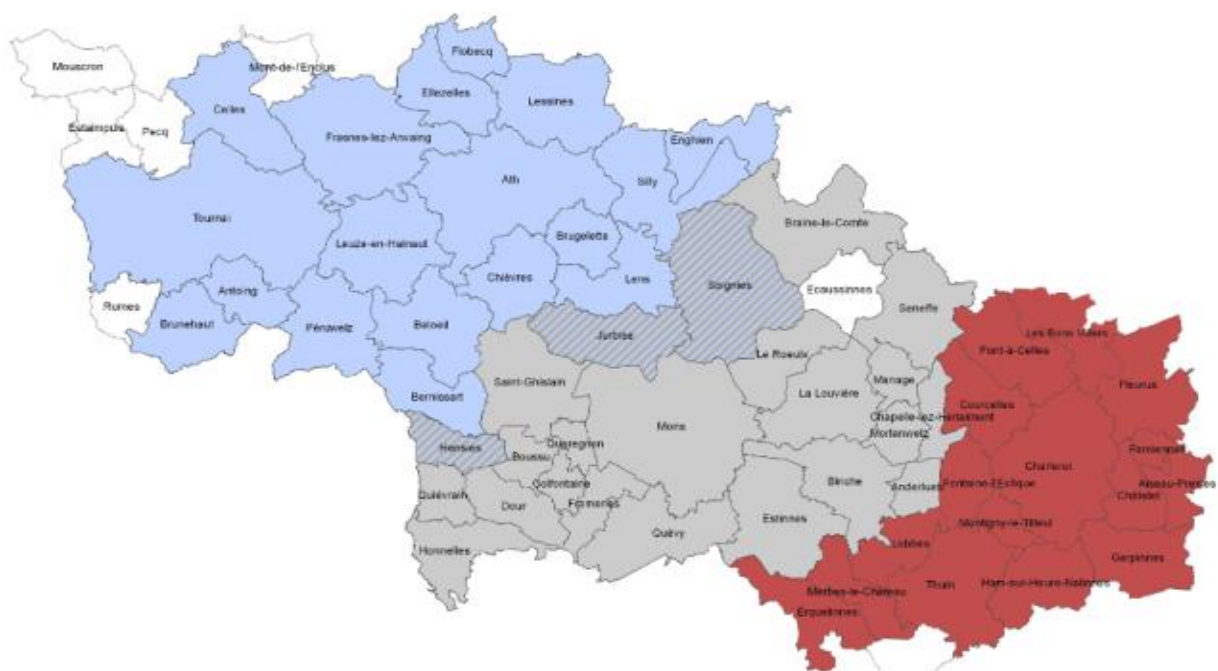 Mouscron
Mont-de-l'Enclus
Flobecq
Ellezelles
Lessines
Celles
Estaimpuis
Pecq
Frasnes-lez-Anvaing
Enghien
Ath
Silly
Tournai
Braine-le-Comte
Leuze-en-Hainaut
Brugelette
Chièvres
Lens
Soignies
Ecaussinnes
Antoing
Rumes
Brunehaut
Péruwelz
Beloeil
Jurbise
Seneffe
Les Bons Villers
Pont-à-Celles
Le Roeulx
Saint-Ghislain
La Louvière
Manage
Fleurus
Bernissart
Courcelles
Chapelle-lez-Herlaimont
Mons
Morlanwelz
Quaregnon
Hensies
Boussu
Farciennes
Charleroi
Colfontaine
Binche
Anderlues
Fontaine-l'Evêque
Aiseau-Presles
Châtelet
Quiévrain
Dour
Frameries
Estinnes
Montigny-le-Tilleul
Quévy
Honnelles
Lobbes
Gerpinnes
Merbes-le-Château
Thuin
Ham-sur-Heure-Nalinnes
Erquelinnes